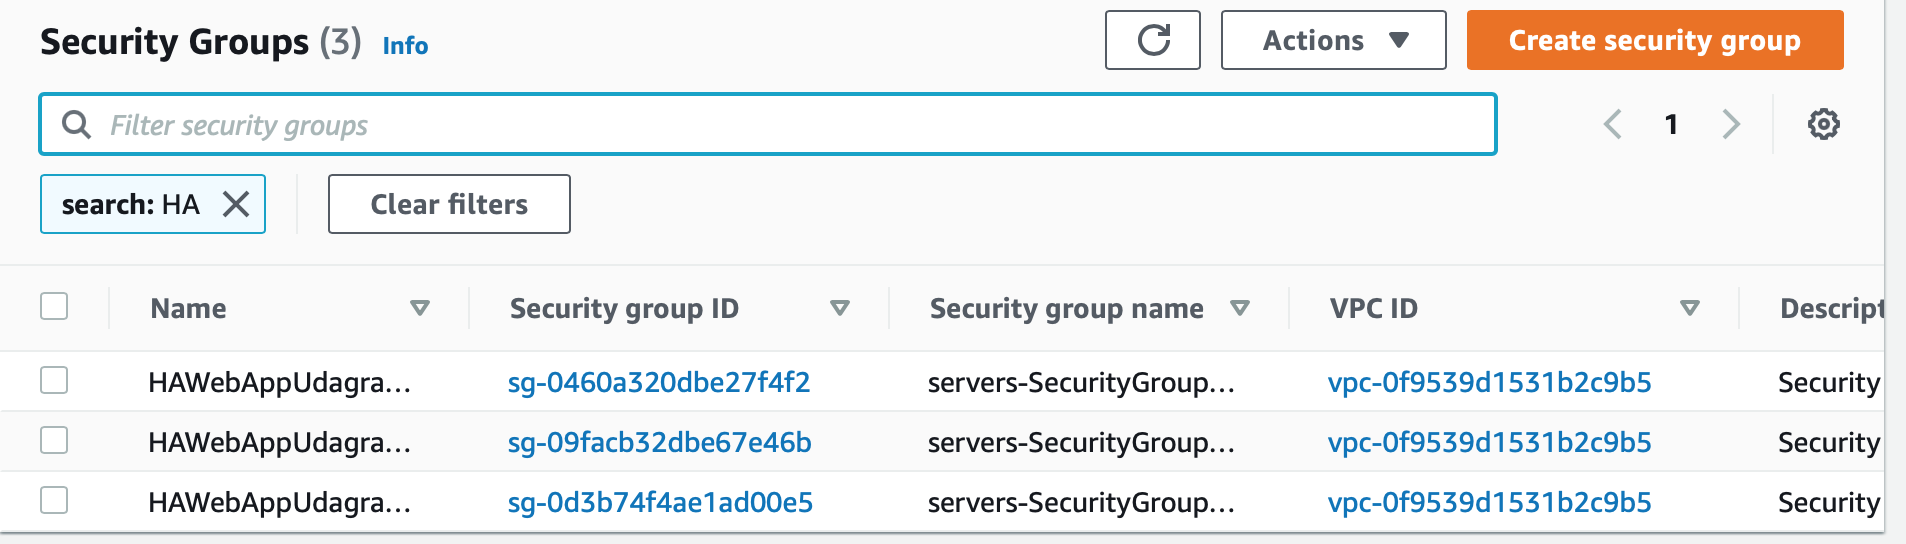 Security Groups (3) Info
Actions Create security group
Filter security groups
1
search: HA
Clear filters
Name Security group ID Security group name VPC ID Descript
HAWebAppUdagra... sg-0460a320dbe27f4f2 servers-SecurityGroup... vpc-0f9539d1531b2c9b5 Security
HAWebAppUdagra... sg-09facb32dbe67e46b servers-SecurityGroup... vpc-0f9539d1531b2c9b5 Security
HAWebAppUdagra... sg-0d3b74f4ae1ad00e5 servers-SecurityGroup... vpc-0f9539d1531b2c9b5 Security